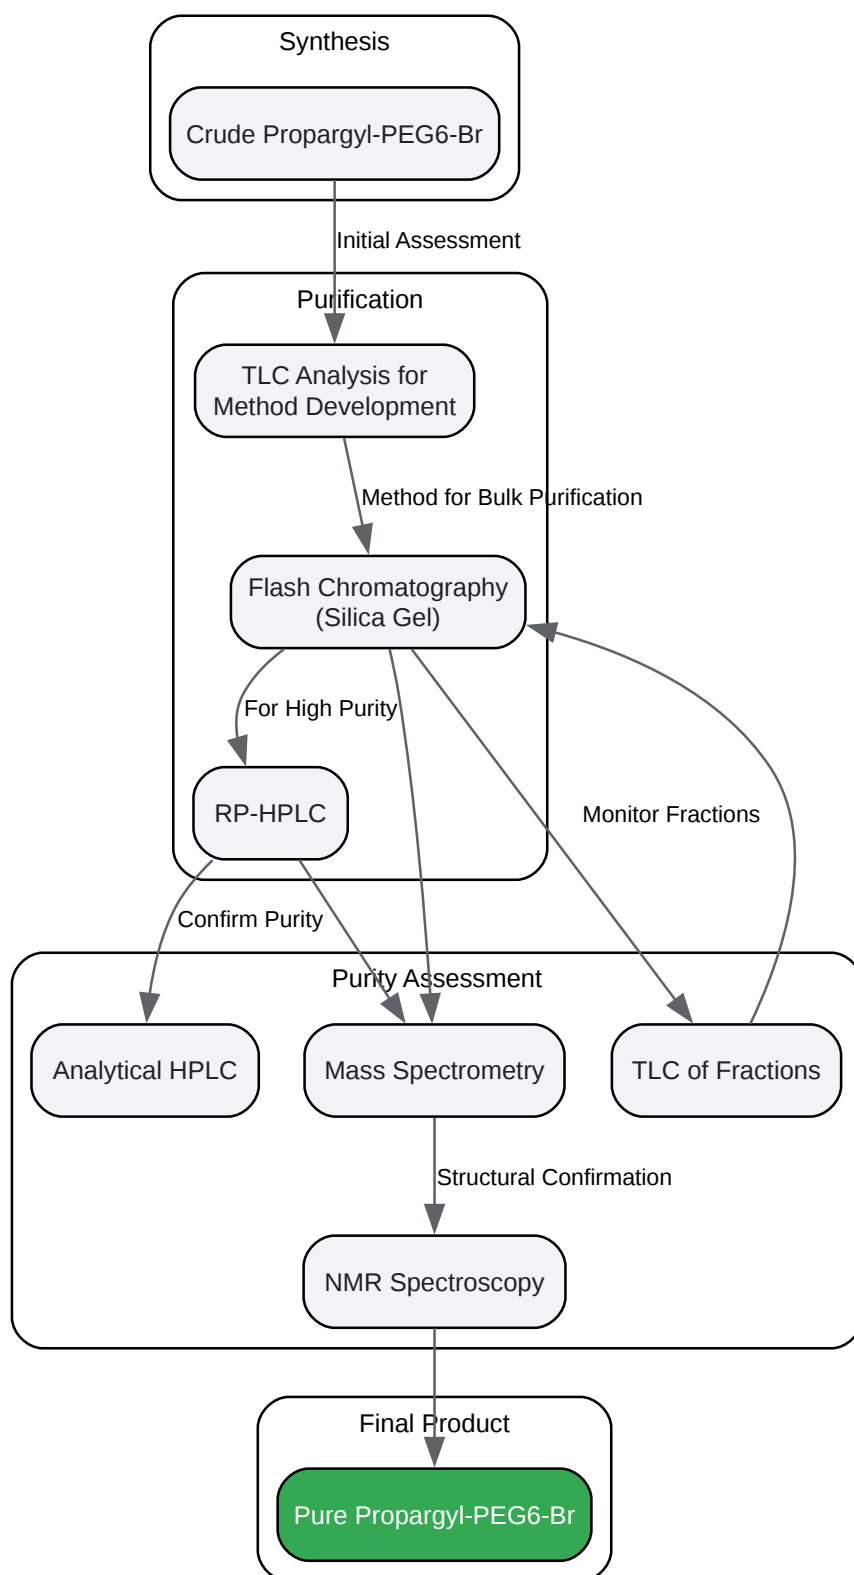 Synthesis
Crude Propargyl-PEG6-Br
Initial Assessment
Purification
TLC Analysis for
Method Development
Method for Bulk Purification
Flash Chromatography
(Silica Gel)
For High Purity
RP-HPLC
Monitor Fractions
Confirm Purity
Purity Assessment
Analytical HPLC
Mass Spectrometry
TLC of Fractions
Structural Confirmation
NMR Spectroscopy
Final Product
Pure Propargyl-PEG6-Br